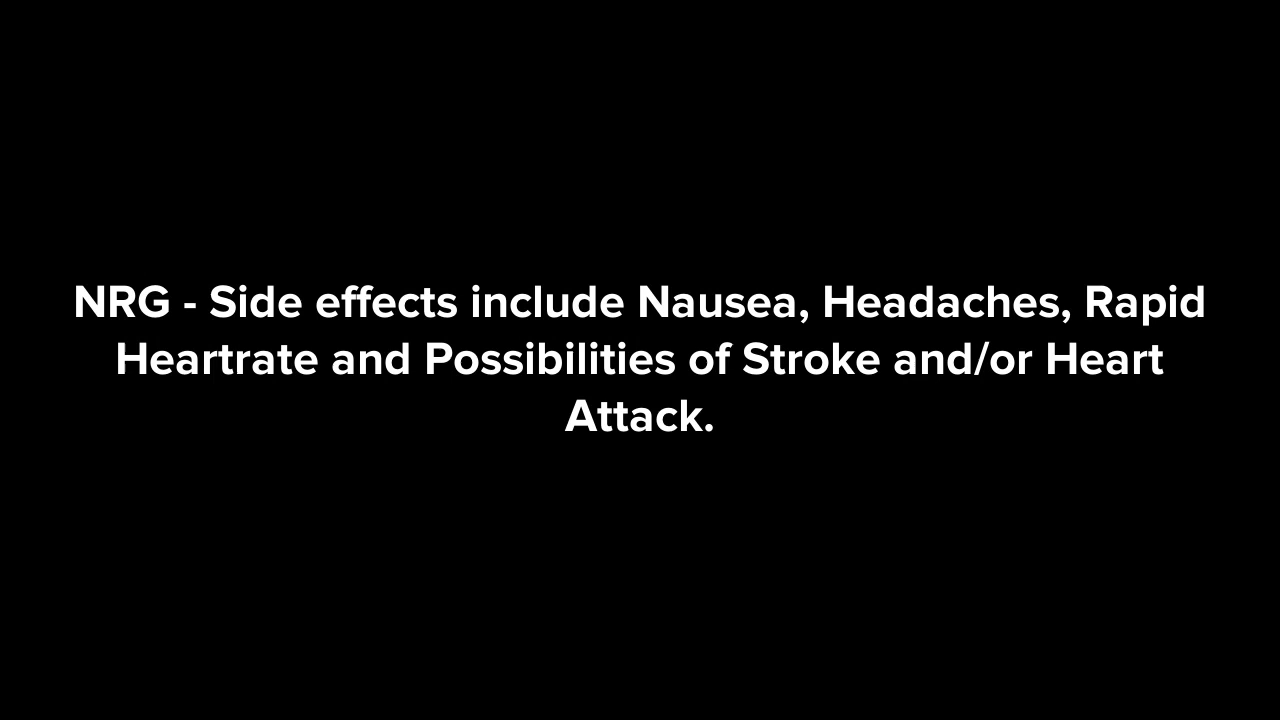 NRG - Side effects include Nausea, Headaches, Rapid
Heartrate and Possibilities of Stroke and/or Heart
Attack.